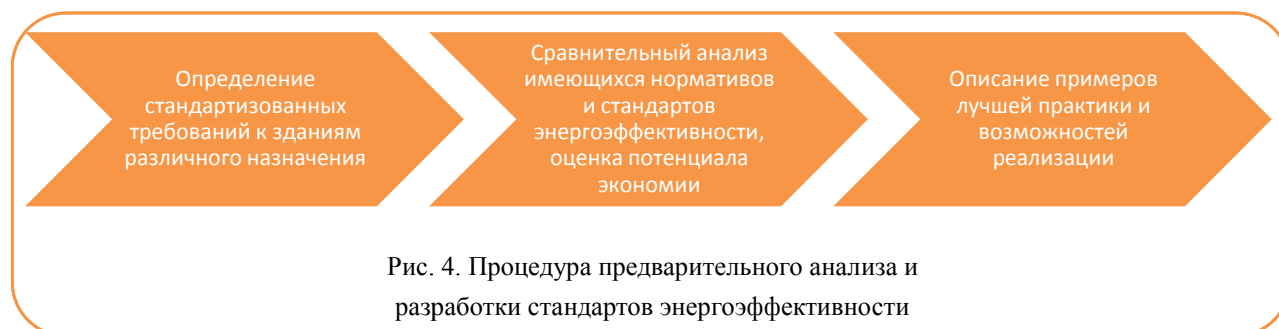 Определение
стандартизованных
требований к зданиям
различного назначения
Сравнительный анализ
имеющихся нормативов
и стандартов
энергоэффективности,
оценка потенциала
экономии
Описание примеров
лучшей практики и
возможностей
реализации
Рис. 4. Процедура предварительного анализа и
разработки стандартов энергоэффективности